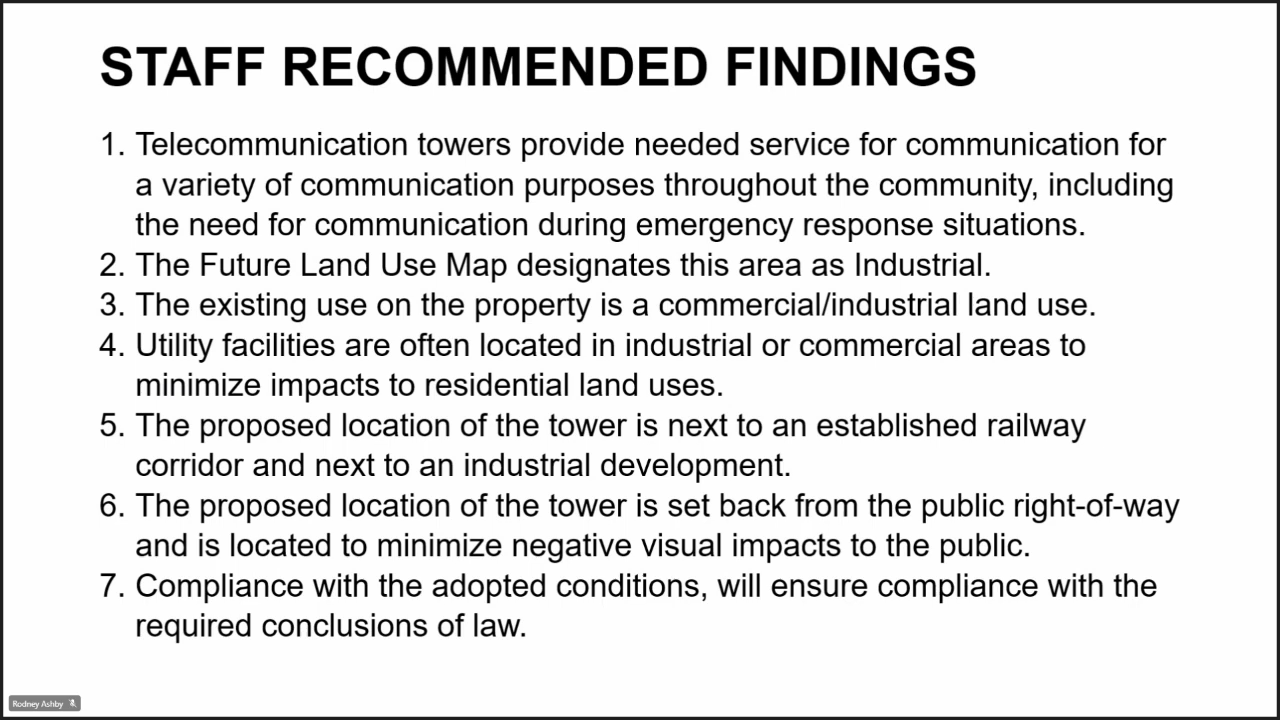 STAFF RECOMMENDED FINDINGS
1. Telecommunication towers provide needed service for communication for
a variety of communication purposes throughout the community, including
the need for communication during emergency response situations.
2. The Future Land Use Map designates this area as Industrial.
3. The existing use on the property is a commercial/industrial land use.
4. Utility facilities are often located in industrial or commercial areas to
minimize impacts to residential land uses.
5. The proposed location of the tower is next to an established railway
corridor and next to an industrial development.
6. The proposed location of the tower is set back from the public right-of-way
and is located to minimize negative visual impacts to the public.
7. Compliance with the adopted conditions, will ensure compliance with the
required conclusions of law.
Rodney Ashby